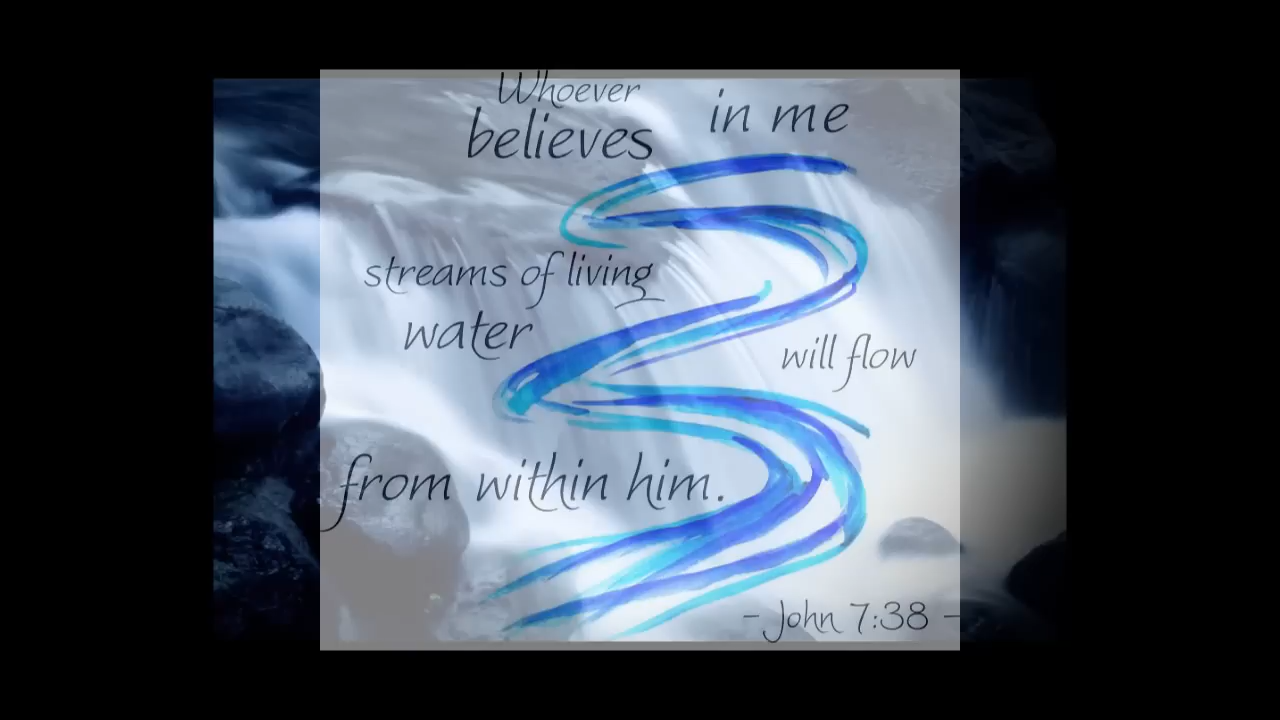 Whoever
believes in me
streams of living
water
will flow
from within him.
- John 7:38 -